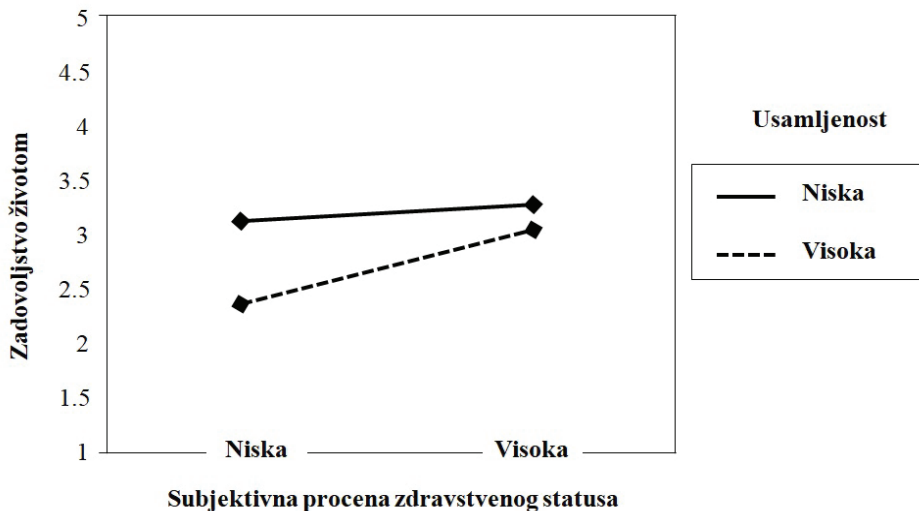 5
4.5
4
3.5
3
2.5
2
1.5
1
Zadovoljstvo životom
Niska
Visoka
Subjektivna procena zdravstvenog statusa
Usamljenost
Niska
Visoka